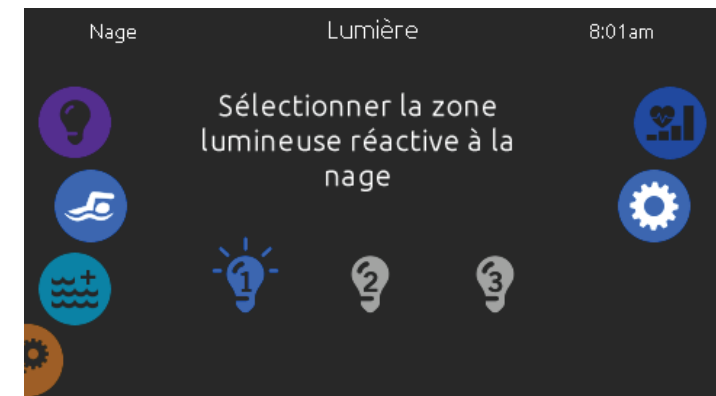 Nage Lumière 8:01am
Sélectionner la zone
lumineuse réactive à la
nage
1 2 3